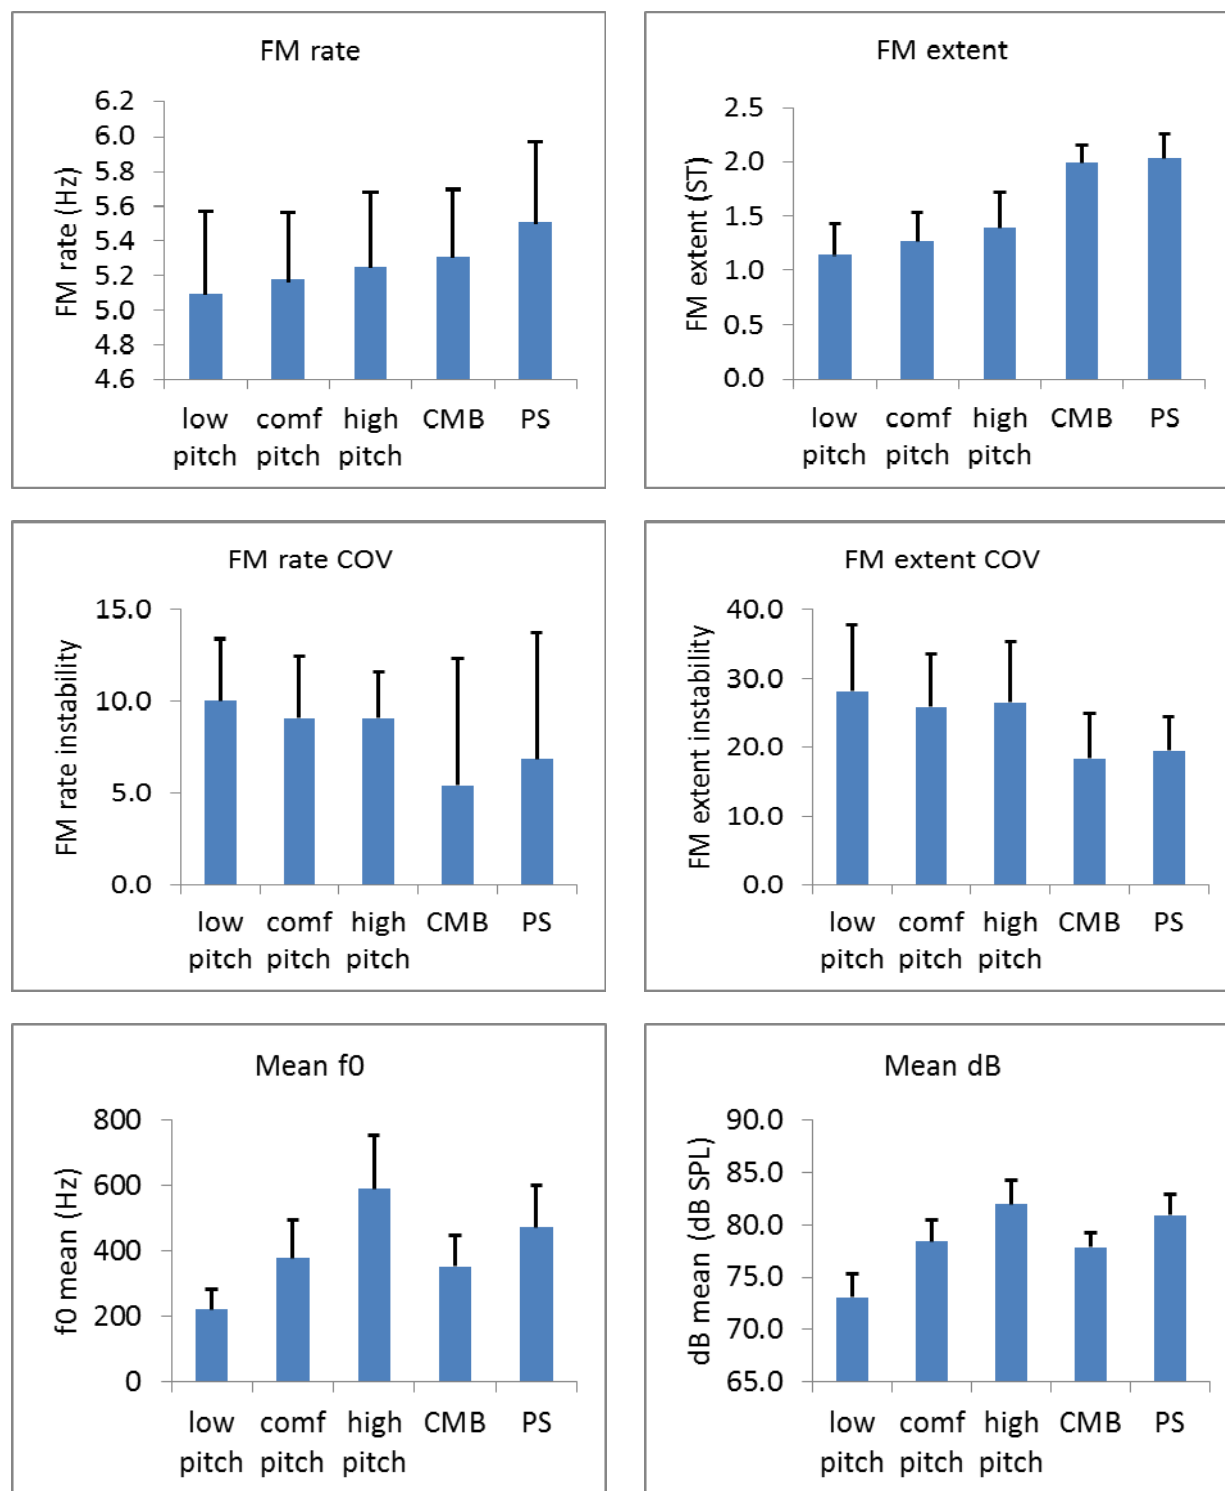 FM rate
FM rate (Hz)
6.2
6.0
5.8
5.6
5.4
5.2
5.0
4.8
4.6
low comf high CMB PS
pitch pitch pitch
FM extent
FM extent (ST)
2.5
2.0
1.5
1.0
0.5
0.0
low comf high CMB PS
pitch pitch pitch
FM rate COV
FM rate instability
15.0
10.0
5.0
0.0
low comf high CMB PS
pitch pitch pitch
FM extent COV
FM extent instability
40.0
30.0
20.0
10.0
0.0
low comf high CMB PS
pitch pitch pitch
Mean f0
f0 mean (Hz)
800
600
400
200
0
low comf high CMB PS
pitch pitch pitch
Mean dB
dB mean (dB SPL)
90.0
85.0
80.0
75.0
70.0
65.0
low comf high CMB PS
pitch pitch pitch